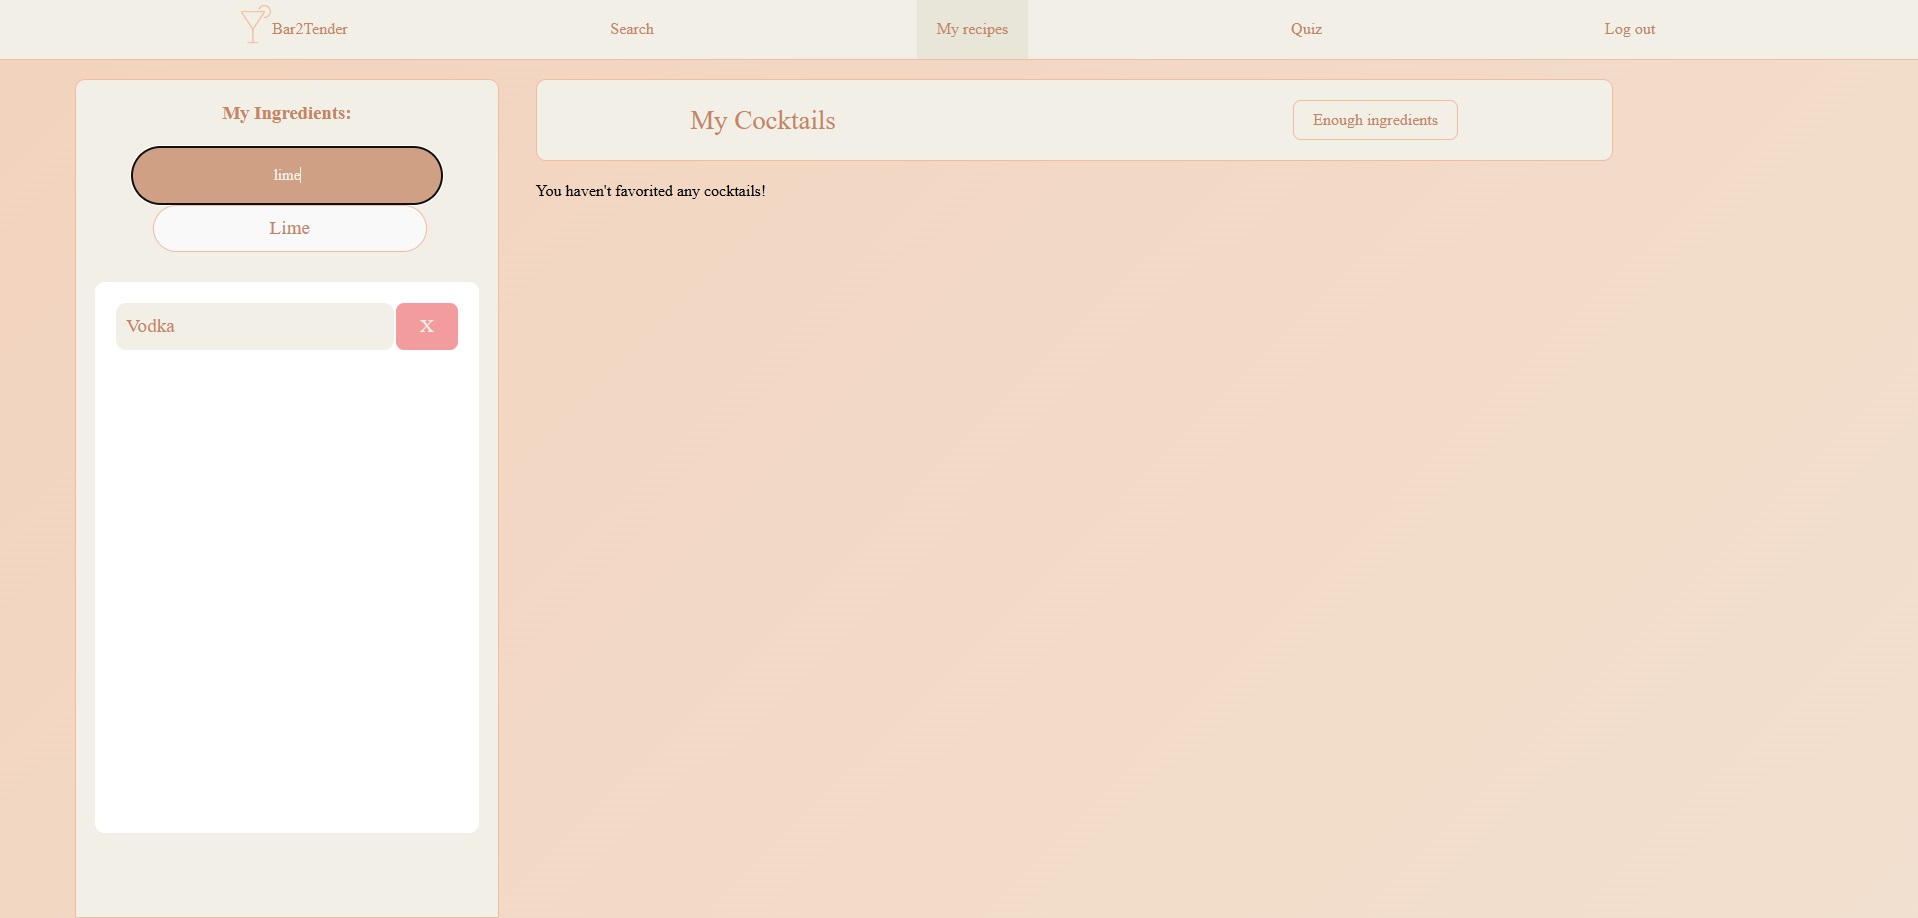 Bar2Tender
Search
My recipes
Quiz
Log out
My Ingredients:
lime
Lime
Vodka
X
My Cocktails
Enough ingredients
You haven't favorited any cocktails!